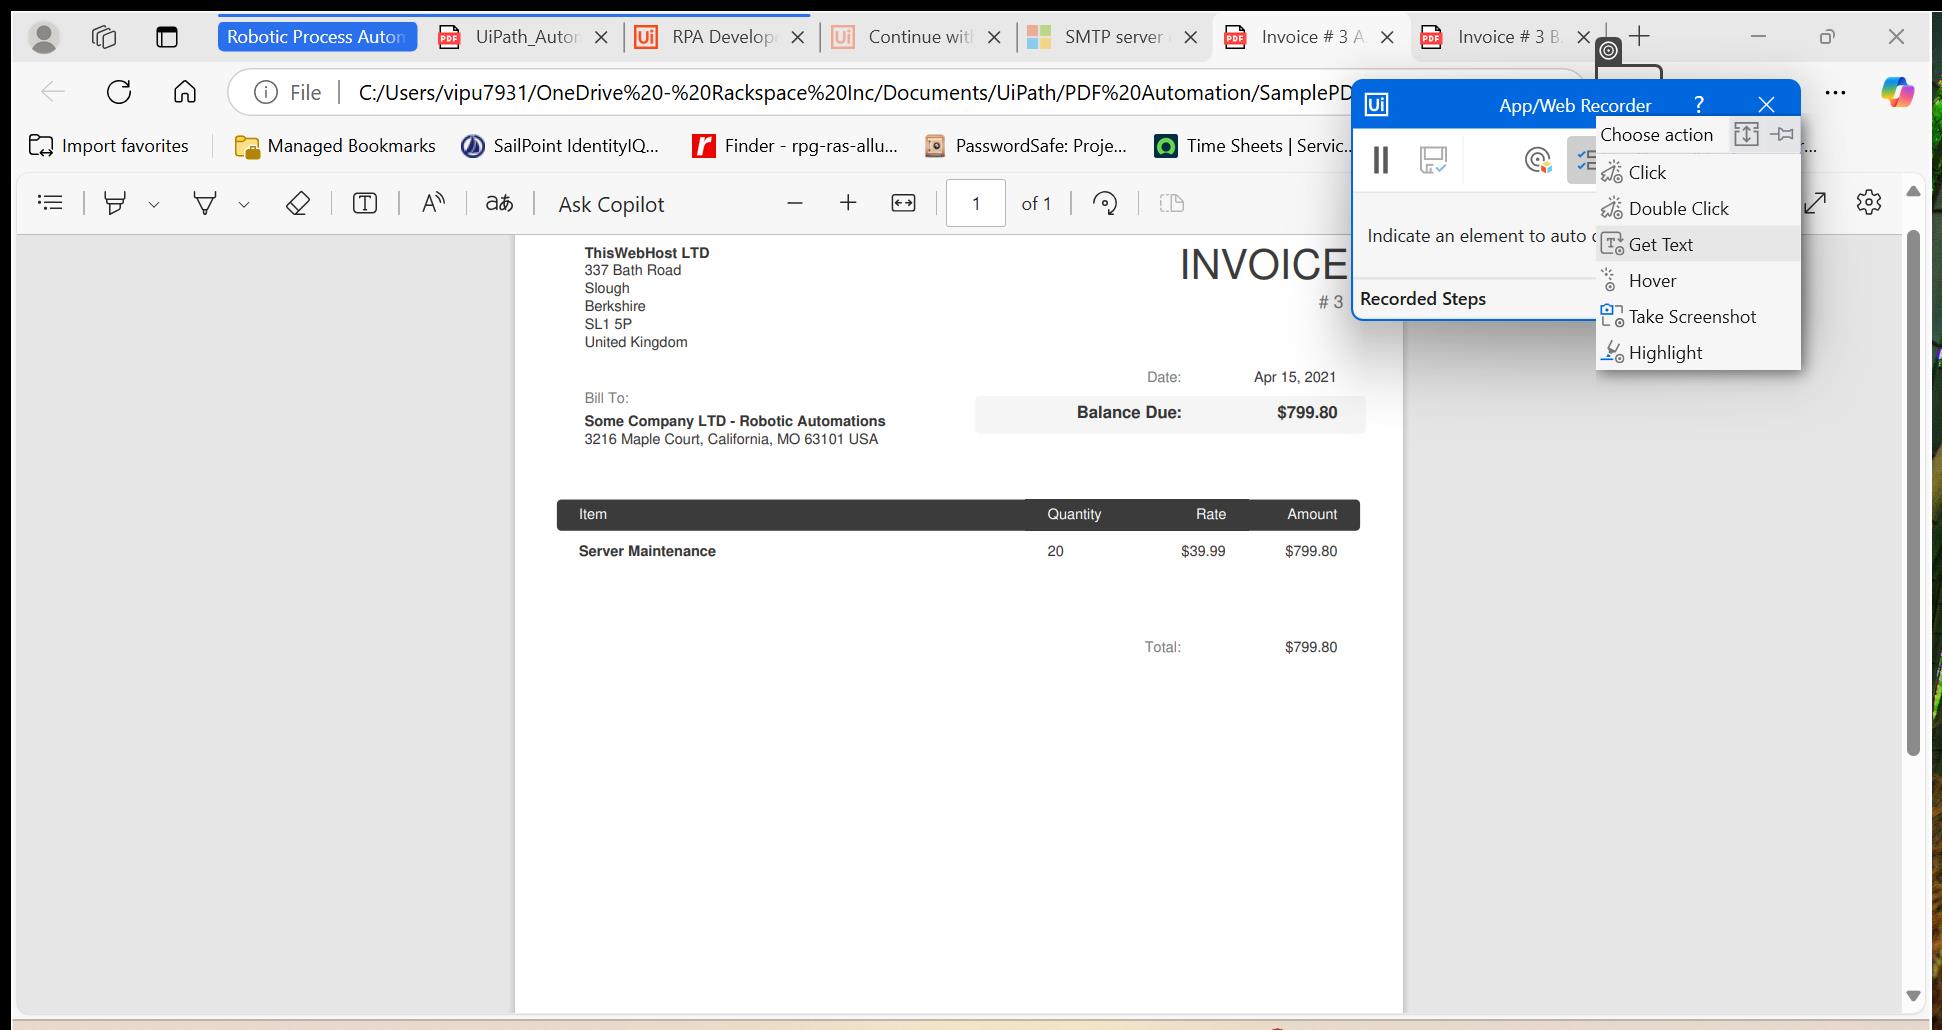 Robotic Process Auton
UiPath_Autor
RPA Develop
Continue wit
SMTP server
Invoice # 3 A
Invoice # 3 B.
File
C:/Users/vipu7931/OneDrive%20-%20Rackspace%20Inc/Documents/UiPath/PDF%20Automation/SamplePD
Import favorites
Managed Bookmarks
SailPoint IdentityIQ...
Finder - rpg-ras-allu...
PasswordSafe: Proje...
Time Sheets | Servic...
Ask Copilot
1
of 1
Ui
App/Web Recorder
?
Indicate an element to auto
Recorded Steps
Choose action
Click
Double Click
Get Text
Hover
Take Screenshot
Highlight
ThisWebHost LTD
337 Bath Road
Slough
Berkshire
SL1 5P
United Kingdom
INVOICE
# 3
Date: Apr 15, 2021
Balance Due: $799.80
Bill To:
Some Company LTD - Robotic Automations
3216 Maple Court, California, MO 63101 USA
Item Quantity Rate Amount
Server Maintenance 20 $39.99 $799.80
Total: $799.80